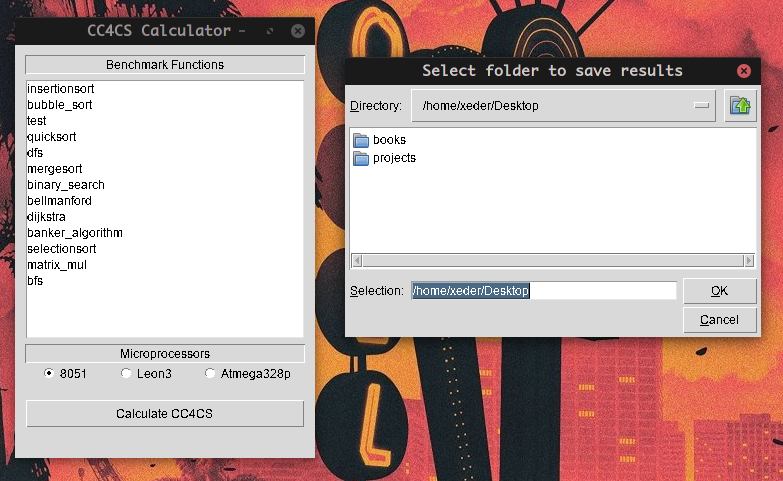 CC4CS Calculator
Benchmark Functions
insertionsort
bubble_sort
test
quicksort
dfs
mergesort
binary_search
bellmanford
dijkstra
banker_algorithm
selectionsort
matrix_mul
bfs
Microprocessors
8051 Leon3 Atmega328p
Calculate CC4CS
Select folder to save results
Directory: /home/xeder/Desktop
books
projects
Selection: /home/xeder/Desktop
OK
Cancel
L